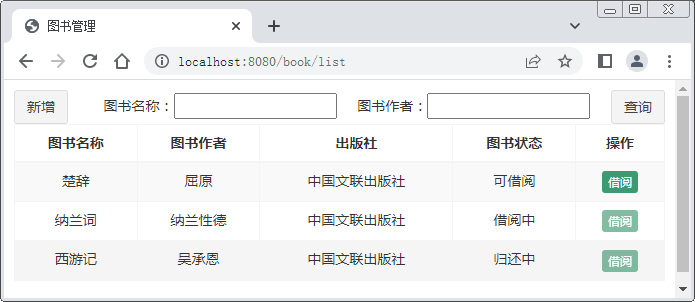 图书管理
localhost:8080/book/list
新增 图书名称： 图书作者： 查询
图书名称 图书作者 出版社 图书状态 操作
楚辞 屈原 中国文联出版社 可借阅 借阅
纳兰词 纳兰性德 中国文联出版社 借阅中 借阅
西游记 吴承恩 中国文联出版社 归还中 借阅